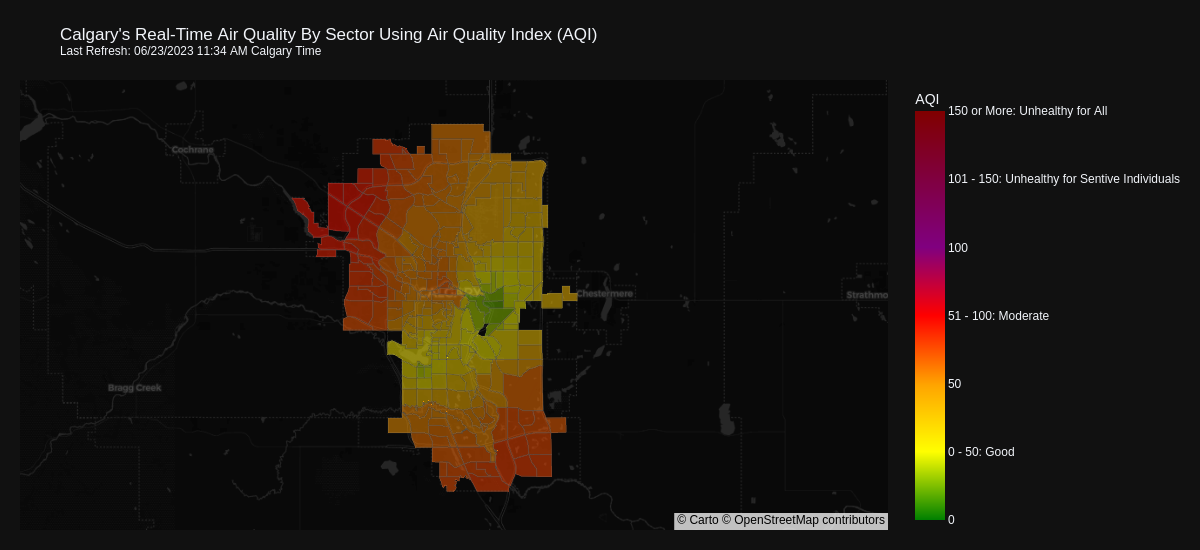 Calgary's Real-Time Air Quality By Sector Using Air Quality Index (AQI)
Last Refresh: 06/23/2023 11:34 AM Calgary Time
AQI
150 or More: Unhealthy for All
101 - 150: Unhealthy for Sentive Individuals
100
51 - 100: Moderate
50
0 - 50: Good
0
Cochrane
CALGARY
Chestermere
Strathmo
Bragg Creek
© Carto © OpenStreetMap contributors